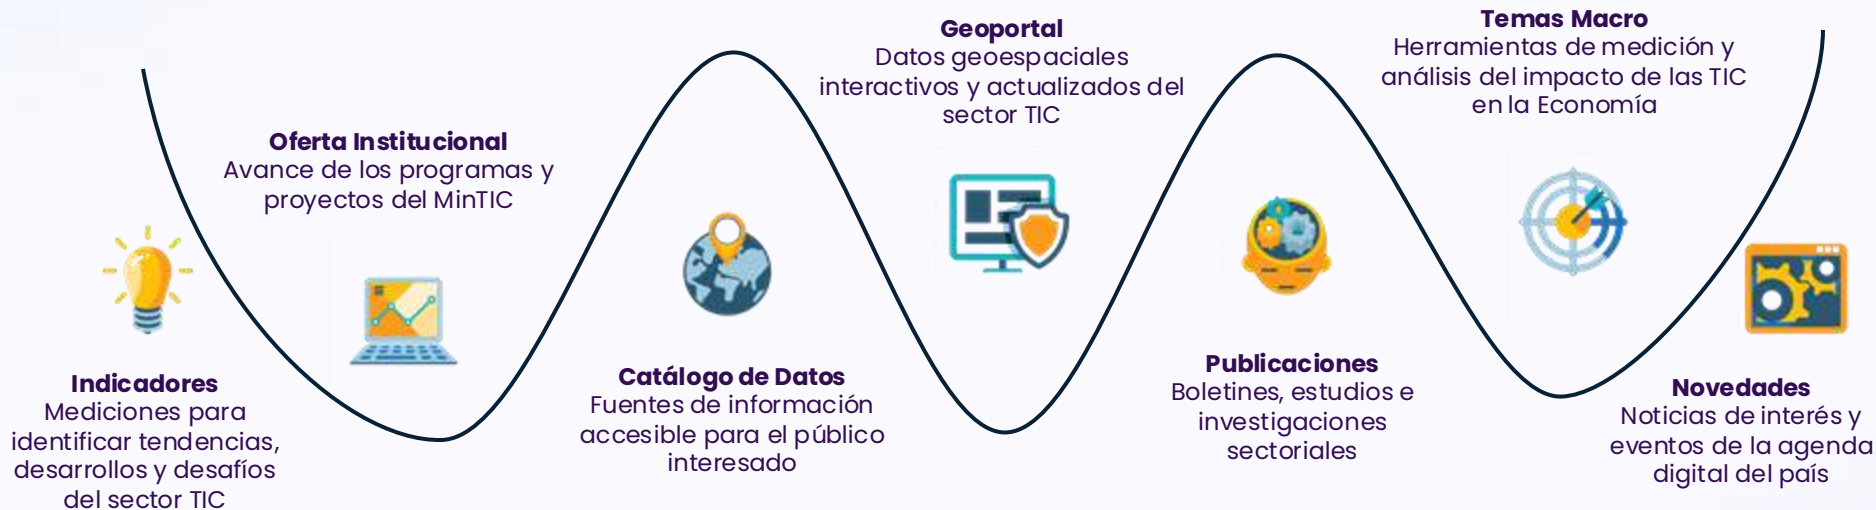 Indicadores
Mediciones para
identificar tendencias,
desarrollos y desafíos
del sector TIC
Oferta Institucional
Avance de los programas y
proyectos del MinTIC
Catálogo de Datos
Fuentes de información
accesible para el público
interesado
Geoportal
Datos geoespaciales
interactivos y actualizados del
sector TIC
Publicaciones
Boletines, estudios e
investigaciones
sectoriales
Temas Macro
Herramientas de medición y
análisis del impacto de las TIC
en la Economía
Novedades
Noticias de interés y
eventos de la agenda
digital del país